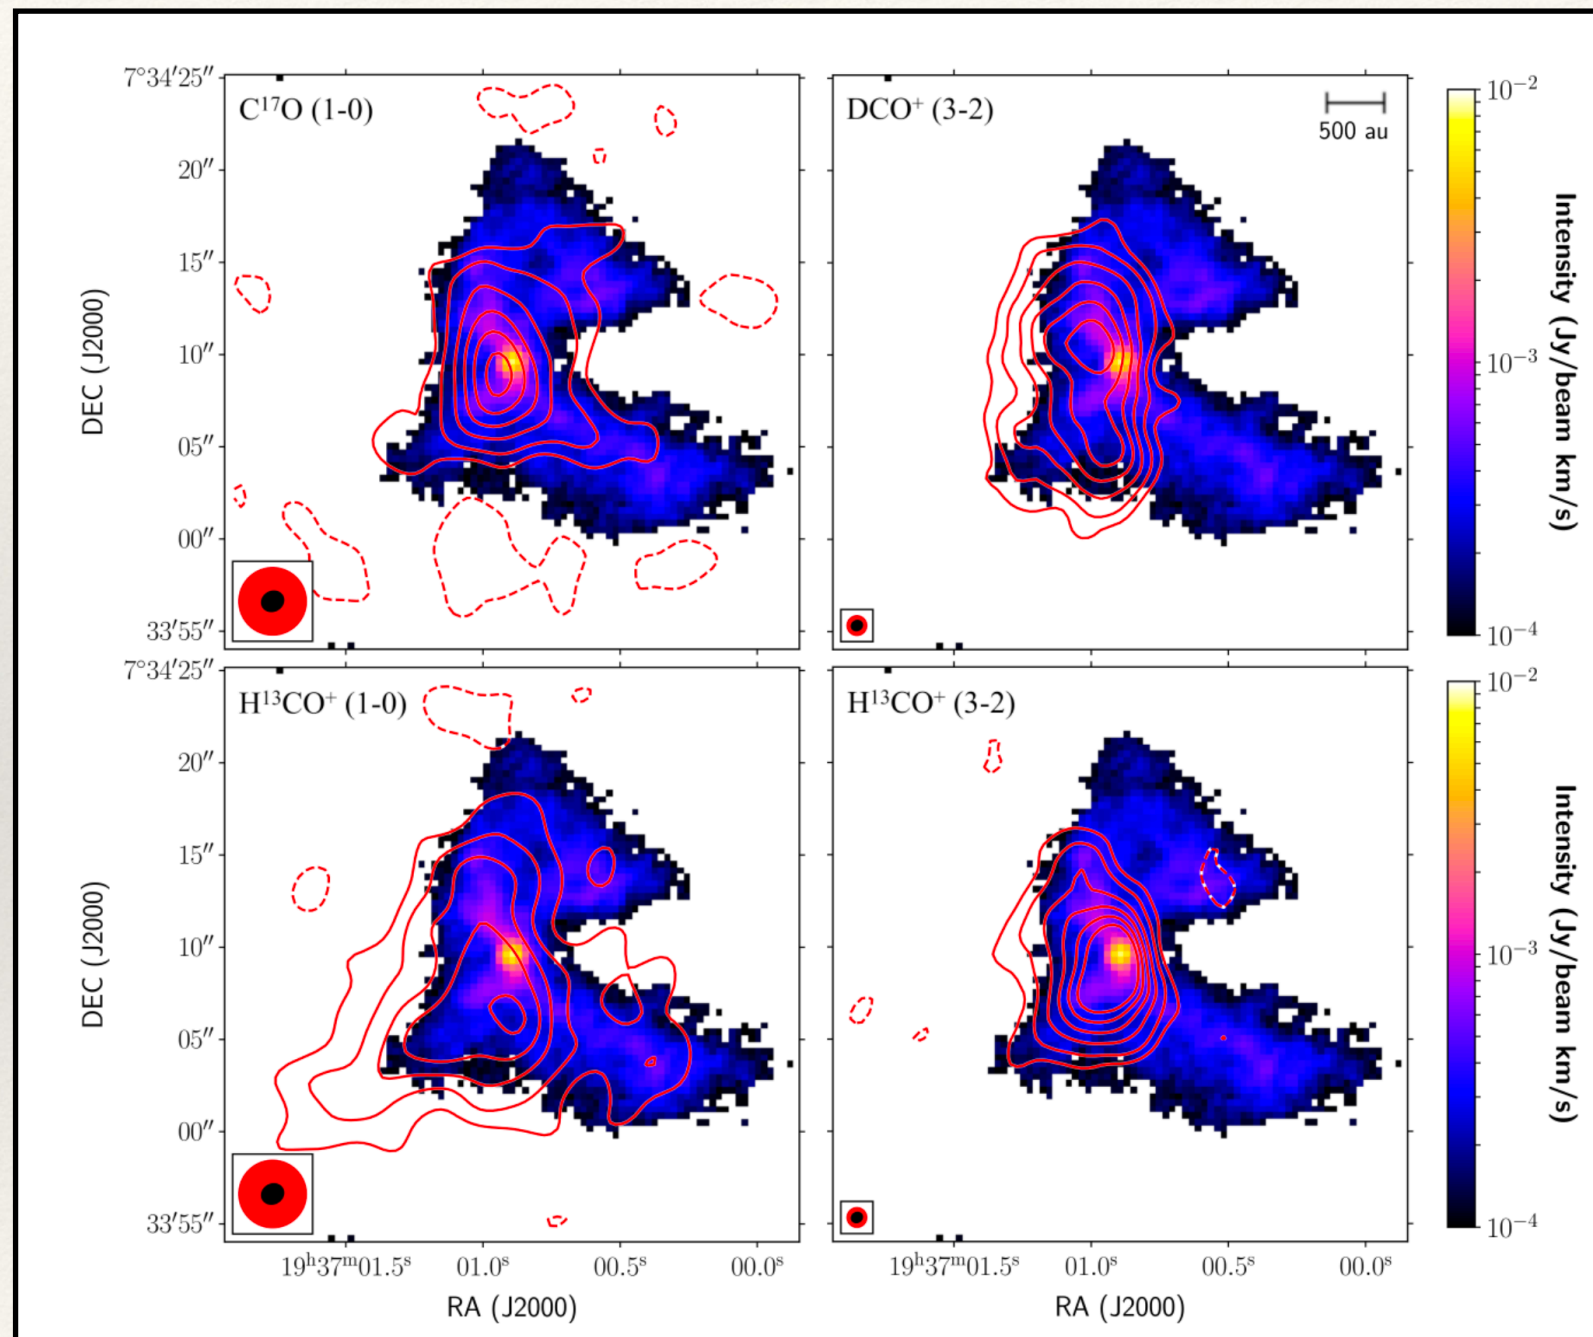 C¹⁷O (1-0)
DCO⁺ (3-2)
500 au
7°34′25″
20″
15″
10″
05″
00″
33′55″
DEC (J2000)
10⁻²
10⁻³
10⁻⁴
Intensity (Jy/beam km/s)
H¹³CO⁺ (1-0)
H¹³CO⁺ (3-2)
7°34′25″
20″
15″
10″
05″
00″
33′55″
DEC (J2000)
10⁻²
10⁻³
10⁻⁴
Intensity (Jy/beam km/s)
19ʰ37ᵐ01.5ˢ 01.0ˢ 00.5ˢ 00.0ˢ
19ʰ37ᵐ01.5ˢ 01.0ˢ 00.5ˢ 00.0ˢ
RA (J2000)
RA (J2000)